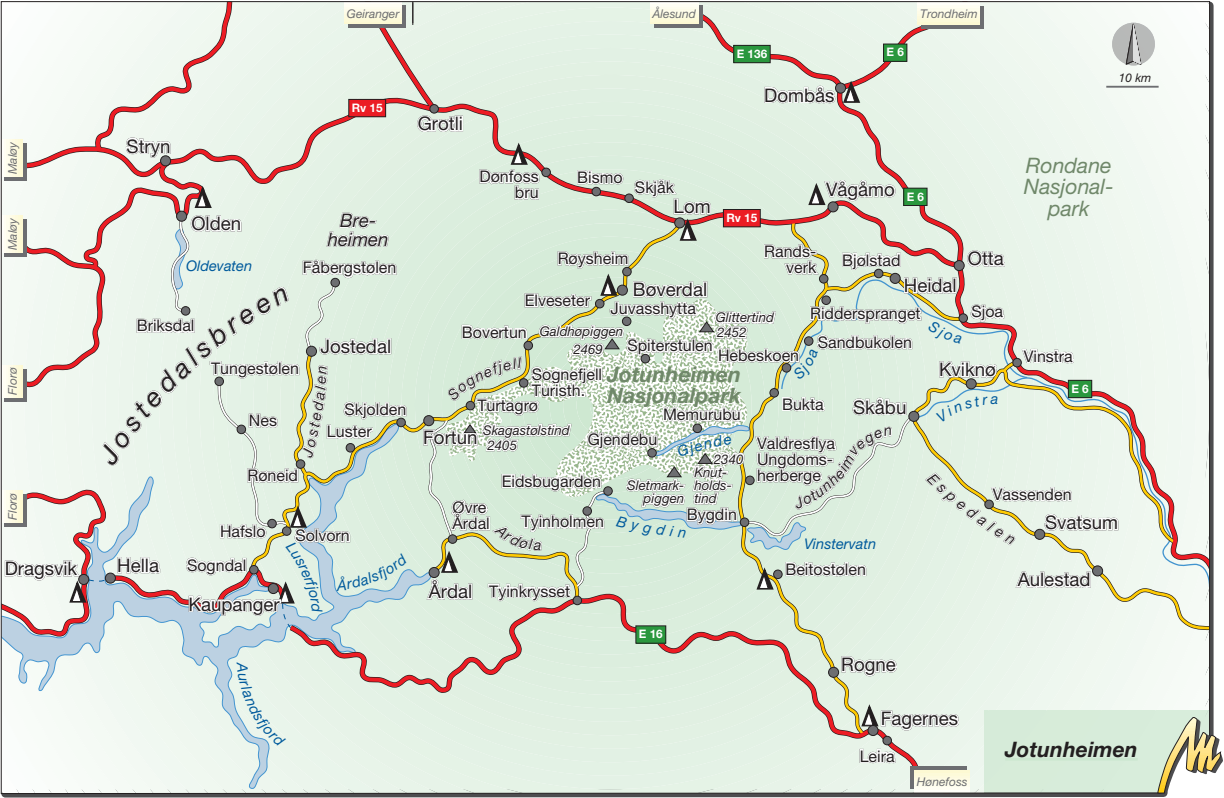 Geiranger
Ålesund
Trondheim
E 136
E 6
10 km
Dombås
Rv 15
Grotli
Stryn
Maløy
Dønfoss
bru
Bismo
Skjåk
Lom
Rv 15
Vågåmo
E 6
Rondane
Nasjonal-
park
Olden
Maløy
Oldevaten
Bre-
heimen
Fåbergstølen
Røysheim
Rands-
verk
Bjølstad
Heidal
Otta
Briksdal
Jostedalsbreen
Elveseter
Bøverdal
Juvasshytta
Glittertind
2452
Ridderspranget
Sjoa
Sjoa
Bovertun
Galdhøpiggen
2469
Spiterstulen
Hebeskoen
Sjoa
Sandbukolen
Jostedal
Florø
Tungestølen
Jostedalen
Sognefjell
Sognefjell
Turisth.
Jotunheimen
Nasjonalpark
Vinstra
Kviknø
E 6
Skjolden
Turtagrø
Memurubu
Bukta
Skåbu
Vinstra
Nes
Luster
Fortun
Skagastølstind
2405
Gjendebu
Gjende
Valdresflya
Ungdoms-
herberge
Jotunheimvegen
Røneid
Eidsbugarden
Sletmark-
piggen
2340
Knut-
holds-
tind
Espedalen
Vassenden
Florø
Hafslo
Solvorn
Øvre
Årdal
Årdøla
Tyinholmen
Bygdin
Bygdin
Vinstervatn
Svatsum
Dragsvik
Hella
Sogndal
Lusrerfjord
Årdalsfjord
Årdal
Tyinkrysset
Beitostølen
Aulestad
Kaupanger
E 16
Aurlandsfjord
Rogne
Fagernes
Leira
Hønefoss
Jotunheimen